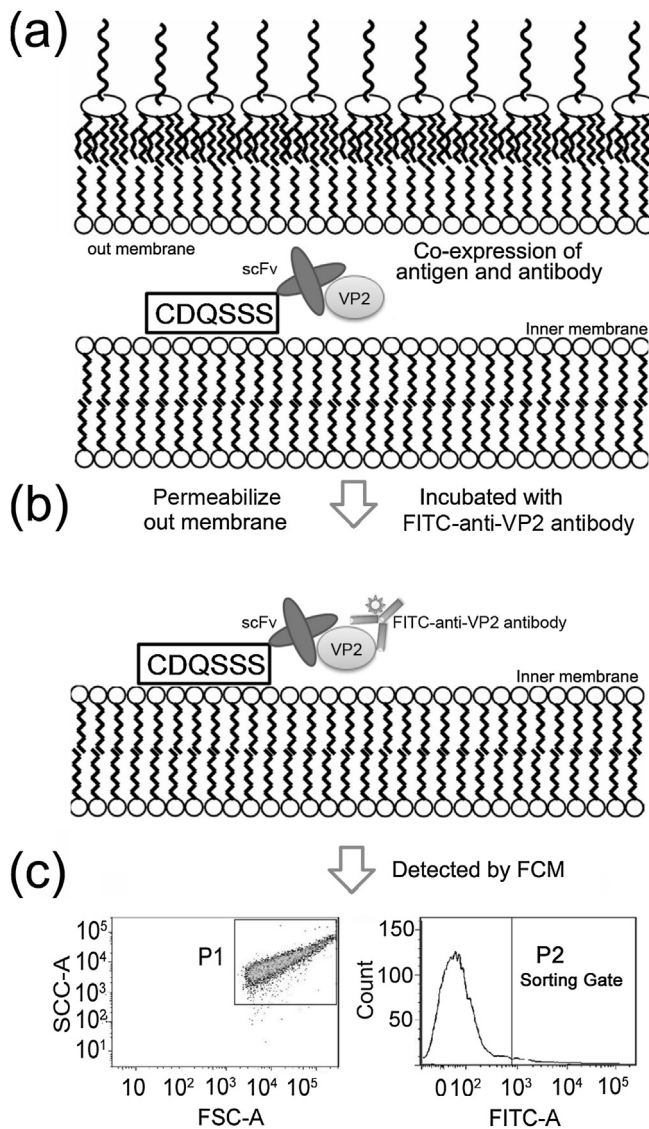 (a)
out membrane
Co-expression of
antigen and antibody
scFv
VP2
CDQSSS
Inner membrane
(b)
Permeabilize
out membrane
Incubated with
FITC-anti-VP2 antibody
scFv
VP2
FITC-anti-VP2 antibody
CDQSSS
Inner membrane
(c)
Detected by FCM
P1
SCC-A
10⁵
10⁴
10³
10²
10¹
10 10² 10³ 10⁴ 10⁵
FSC-A
P2
Sorting Gate
Count
150
100
50
0 10² 10³ 10⁴ 10⁵
FITC-A